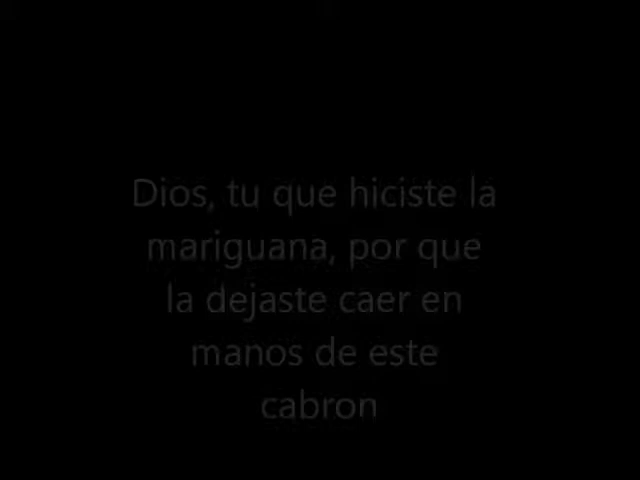 Dios, tu que hiciste la
mariguana, por que
la dejaste caer en
manos de este
cabron